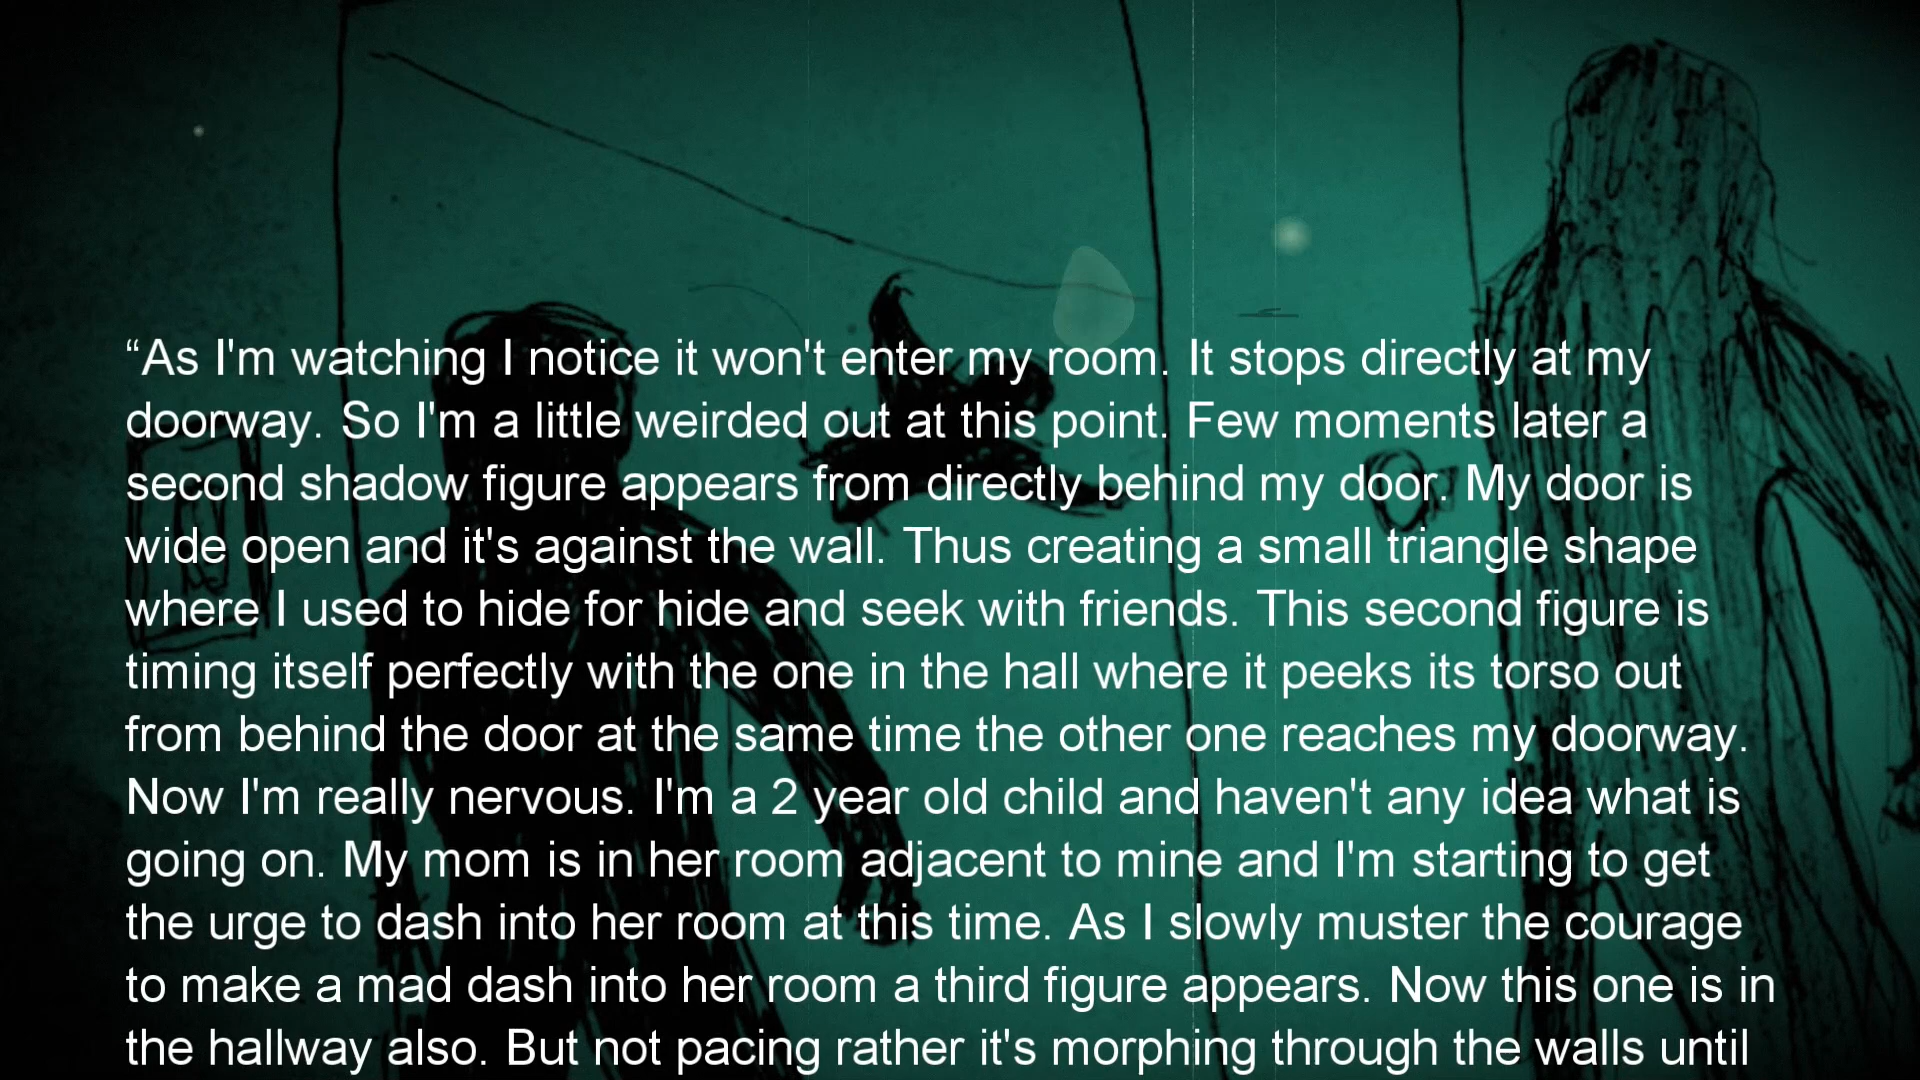 “As I'm watching I notice it won't enter my room. It stops directly at my
doorway. So I'm a little weirded out at this point. Few moments later a
second shadow figure appears from directly behind my door. My door is
wide open and it's against the wall. Thus creating a small triangle shape
where I used to hide for hide and seek with friends. This second figure is
timing itself perfectly with the one in the hall where it peeks its torso out
from behind the door at the same time the other one reaches my doorway.
Now I'm really nervous. I'm a 2 year old child and haven't any idea what is
going on. My mom is in her room adjacent to mine and I'm starting to get
the urge to dash into her room at this time. As I slowly muster the courage
to make a mad dash into her room a third figure appears. Now this one is in
the hallway also. But not pacing rather it's morphing through the walls until